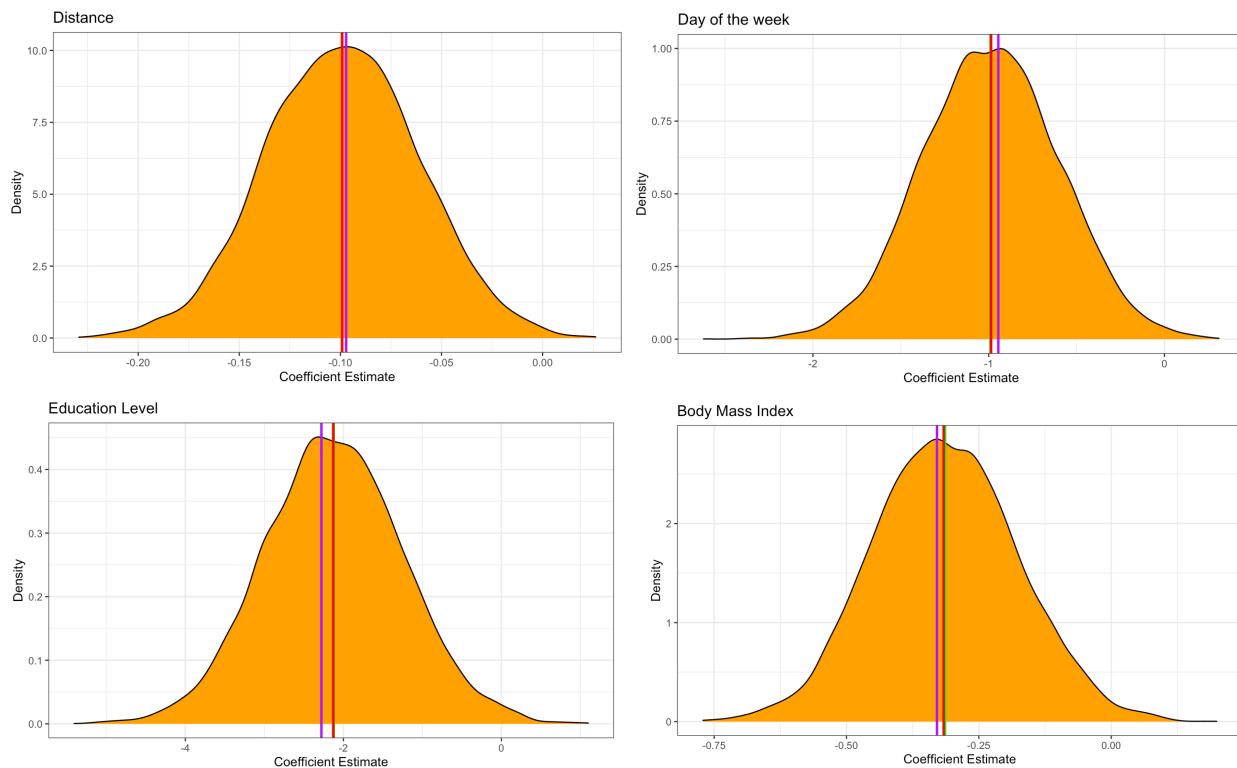 Distance
10.0
7.5
5.0
2.5
0.0
Density
-0.20 -0.15 -0.10 -0.05 0.00
Coefficient Estimate
Day of the week
1.00
0.75
0.50
0.25
0.00
Density
-2 -1 0
Coefficient Estimate
Education Level
0.4
0.3
0.2
0.1
0.0
Density
-4 -2 0
Coefficient Estimate
Body Mass Index
2
1
0
Density
-0.75 -0.50 -0.25 0.00
Coefficient Estimate